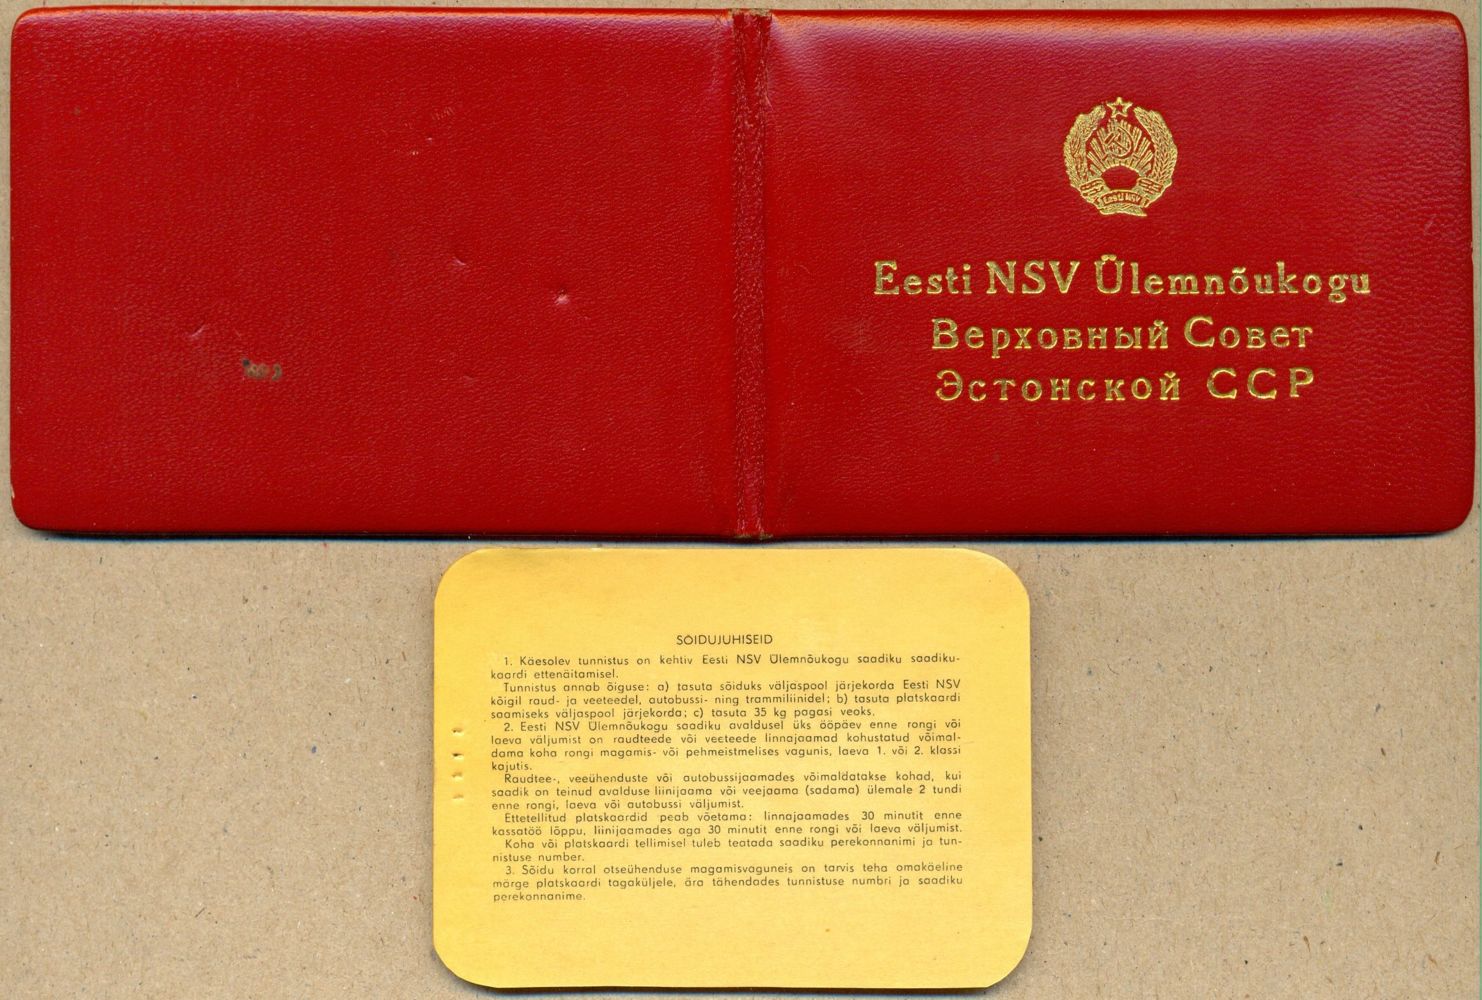 Eesti NSV
Eesti NSV Ülemnõukogu
Верховный Совет
Эстонской ССР
SÕIDUJUHISEID
1. Käesolev tunnistus on kehtiv Eesti NSV Ülemnõukogu saadiku saadiku-
kaardi ettenäitamisel.
Tunnistus annab õiguse: a) tasuta sõiduks väljaspool järjekorda Eesti NSV
kõigil raud- ja veeteedel, autobussi- ning trammiliinidel; b) tasuta platskaardi
saamiseks väljaspool järjekorda; c) tasuta 35 kg pagasi veoks.
2. Eesti NSV Ülemnõukogu saadiku avaldusel üks ööpäev enne rongi või
laeva väljumist on raudteede või veeteede linnajaamad kohustatud võimal-
dama koha rongi magamis- või pehmeistmelises vagunis, laeva 1. või 2. klassi
kajutis.
Raudtee-, veeühenduste või autobussijaamades võimaldatakse kohad, kui
saadik on teinud avalduse liinijaama või veejaama (sadama) ülemale 2 tundi
enne rongi, laeva või autobussi väljumist.
Ettetellitud platskaardid peab võetama: linnajaamades 30 minutit enne
kassatöö lõppu, liinijaamades aga 30 minutit enne rongi või laeva väljumist.
Koha või platskaardi tellimisel tuleb teatada saadiku perekonnanimi ja tun-
nistuse number.
3. Sõidu korral otseühenduse magamisvaguneis on tarvis teha omakäeline
märge platskaardi tagaküljele, ära tähendades tunnistuse numbri ja saadiku
perekonnanime.